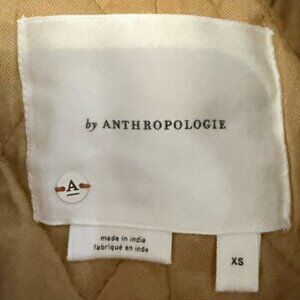 by ANTHROPOLOGIE
A
made in india
fabriqué en inde
XS